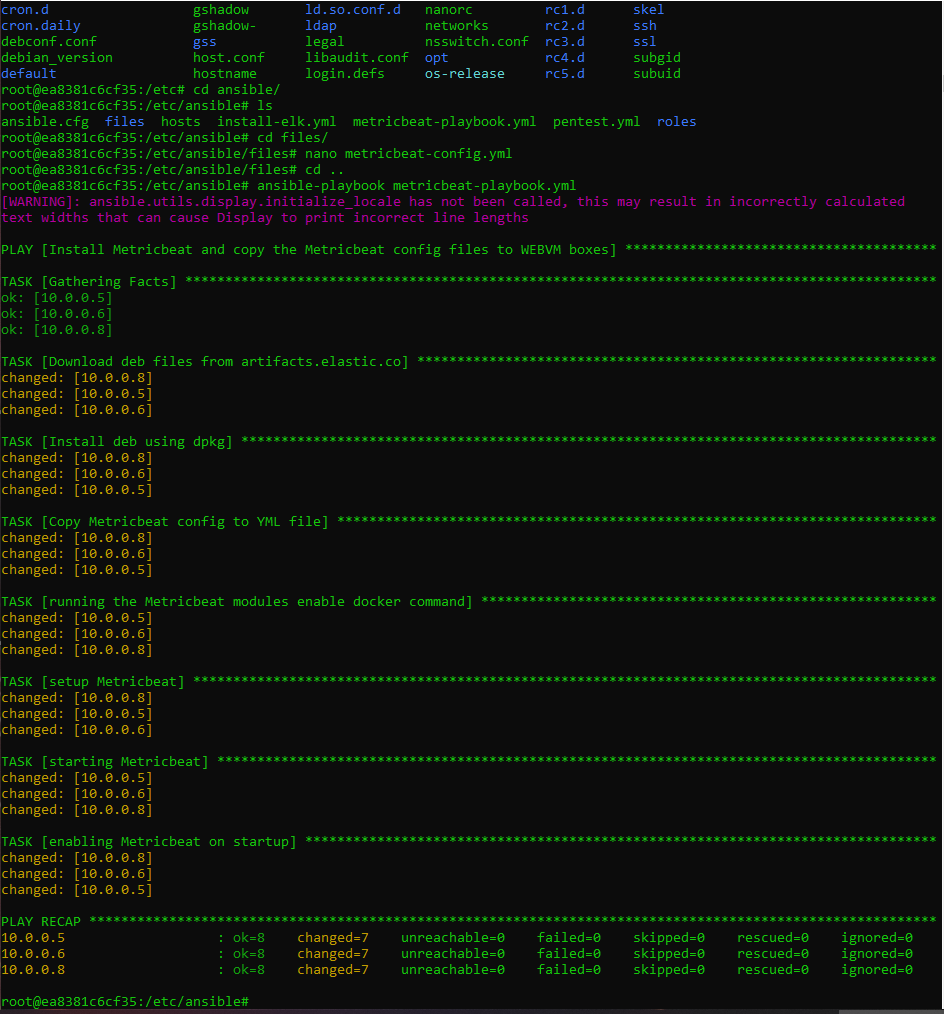 cron.d gshadow ld.so.conf.d nanorc rc1.d skel
cron.daily gshadow- ldap networks rc2.d ssh
debconf.conf gss legal nsswitch.conf rc3.d ssl
debian_version host.conf libaudit.conf opt rc4.d subgid
default hostname login.defs os-release rc5.d subuid
root@ea8381c6cf35:/etc# cd ansible/
root@ea8381c6cf35:/etc/ansible# ls
ansible.cfg files hosts install-elk.yml metricbeat-playbook.yml pentest.yml roles
root@ea8381c6cf35:/etc/ansible# cd files/
root@ea8381c6cf35:/etc/ansible/files# nano metricbeat-config.yml
root@ea8381c6cf35:/etc/ansible/files# cd ..
root@ea8381c6cf35:/etc/ansible# ansible-playbook metricbeat-playbook.yml
[WARNING]: ansible.utils.display.initialize_locale has not been called, this may result in incorrectly calculated
text widths that can cause Display to print incorrect line lengths
PLAY [Install Metricbeat and copy the Metricbeat config files to WEBVM boxes] ***************************************
TASK [Gathering Facts] **********************************************************************************************
ok: [10.0.0.5]
ok: [10.0.0.6]
ok: [10.0.0.8]
TASK [Download deb files from artifacts.elastic.co] *****************************************************************
changed: [10.0.0.8]
changed: [10.0.0.5]
changed: [10.0.0.6]
TASK [Install deb using dpkg] ***************************************************************************************
changed: [10.0.0.8]
changed: [10.0.0.6]
changed: [10.0.0.5]
TASK [Copy Metricbeat config to YML file] ***************************************************************************
changed: [10.0.0.8]
changed: [10.0.0.6]
changed: [10.0.0.5]
TASK [running the Metricbeat modules enable docker command] *********************************************************
changed: [10.0.0.5]
changed: [10.0.0.6]
changed: [10.0.0.8]
TASK [setup Metricbeat] *********************************************************************************************
changed: [10.0.0.8]
changed: [10.0.0.5]
changed: [10.0.0.6]
TASK [starting Metricbeat] ******************************************************************************************
changed: [10.0.0.5]
changed: [10.0.0.6]
changed: [10.0.0.8]
TASK [enabling Metricbeat on startup] *******************************************************************************
changed: [10.0.0.8]
changed: [10.0.0.6]
changed: [10.0.0.5]
PLAY RECAP **********************************************************************************************************
10.0.0.5 : ok=8 changed=7 unreachable=0 failed=0 skipped=0 rescued=0 ignored=0
10.0.0.6 : ok=8 changed=7 unreachable=0 failed=0 skipped=0 rescued=0 ignored=0
10.0.0.8 : ok=8 changed=7 unreachable=0 failed=0 skipped=0 rescued=0 ignored=0
root@ea8381c6cf35:/etc/ansible#